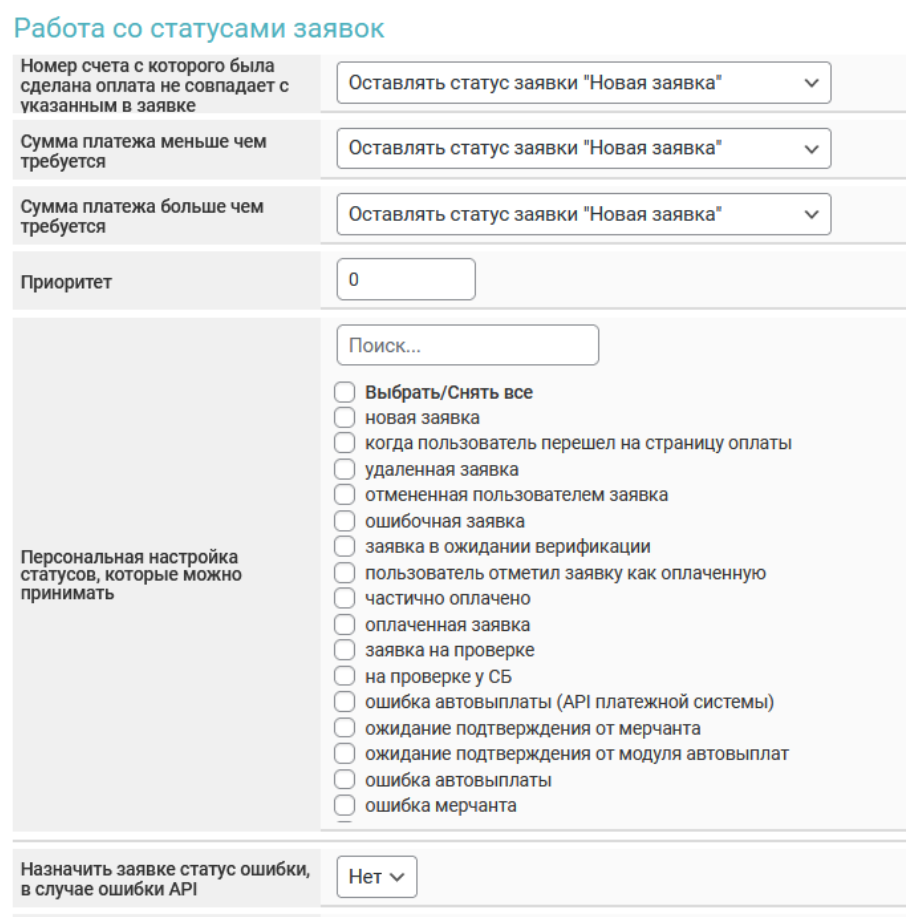 Работа со статусами заявок
Номер счета с которого была
сделана оплата не совпадает с
указанным в заявке
Оставлять статус заявки "Новая заявка"
Сумма платежа меньше чем
требуется
Оставлять статус заявки "Новая заявка"
Сумма платежа больше чем
требуется
Оставлять статус заявки "Новая заявка"
Приоритет
0
Персональная настройка
статусов, которые можно
принимать
Поиск...
Выбрать/Снять все
новая заявка
когда пользователь перешел на страницу оплаты
удаленная заявка
отмененная пользователем заявка
ошибочная заявка
заявка в ожидании верификации
пользователь отметил заявку как оплаченную
частично оплачено
оплаченная заявка
заявка на проверке
на проверке у СБ
ошибка автовыплаты (API платежной системы)
ожидание подтверждения от мерчанта
ожидание подтверждения от модуля автовыплат
ошибка автовыплаты
ошибка мерчанта
Назначить заявке статус ошибки,
в случае ошибки API
Нет